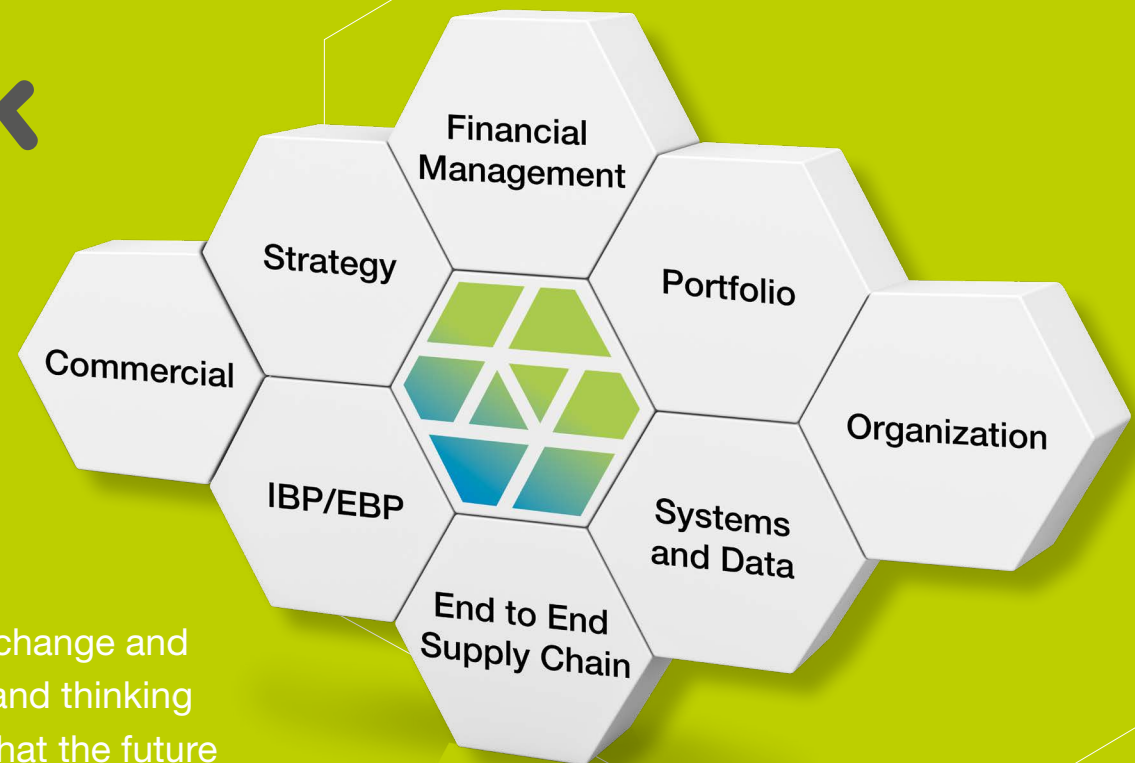 Financial
Management
Strategy
Portfolio
Commercial
Organization
IBP/EBP
Systems
and Data
End to End
Supply Chain
change and
and thinking
hat the future